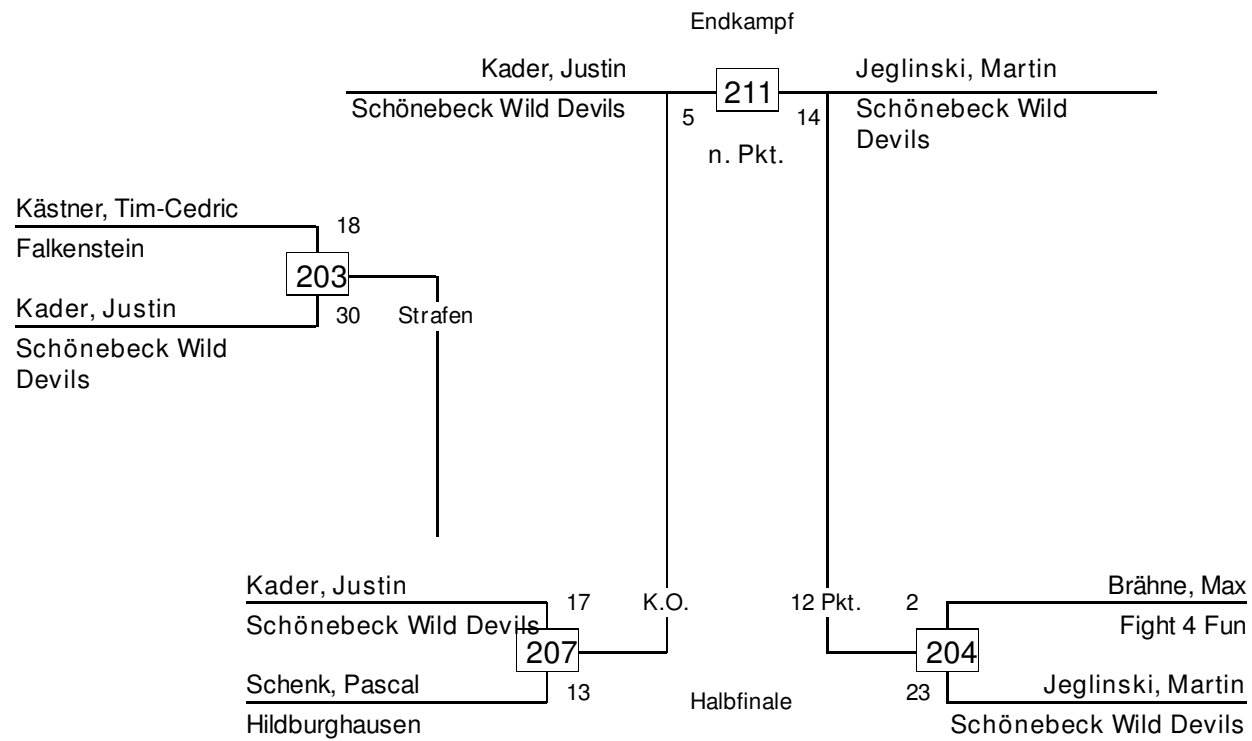 Endkampf
Kader, Justin
211
Jeglinski, Martin
Schönebeck Wild Devils
5
14
Schönebeck Wild
Devils
n. Pkt.
Kästner, Tim-Cedric
18
Falkenstein
203
Kader, Justin
30
Strafen
Schönebeck Wild
Devils
Kader, Justin
17
K.O.
12 Pkt.
2
Brähne, Max
Schönebeck Wild Devils
Fight 4 Fun
207
204
Schenk, Pascal
13
Halbfinale
23
Jeglinski, Martin
Hildburghausen
Schönebeck Wild Devils